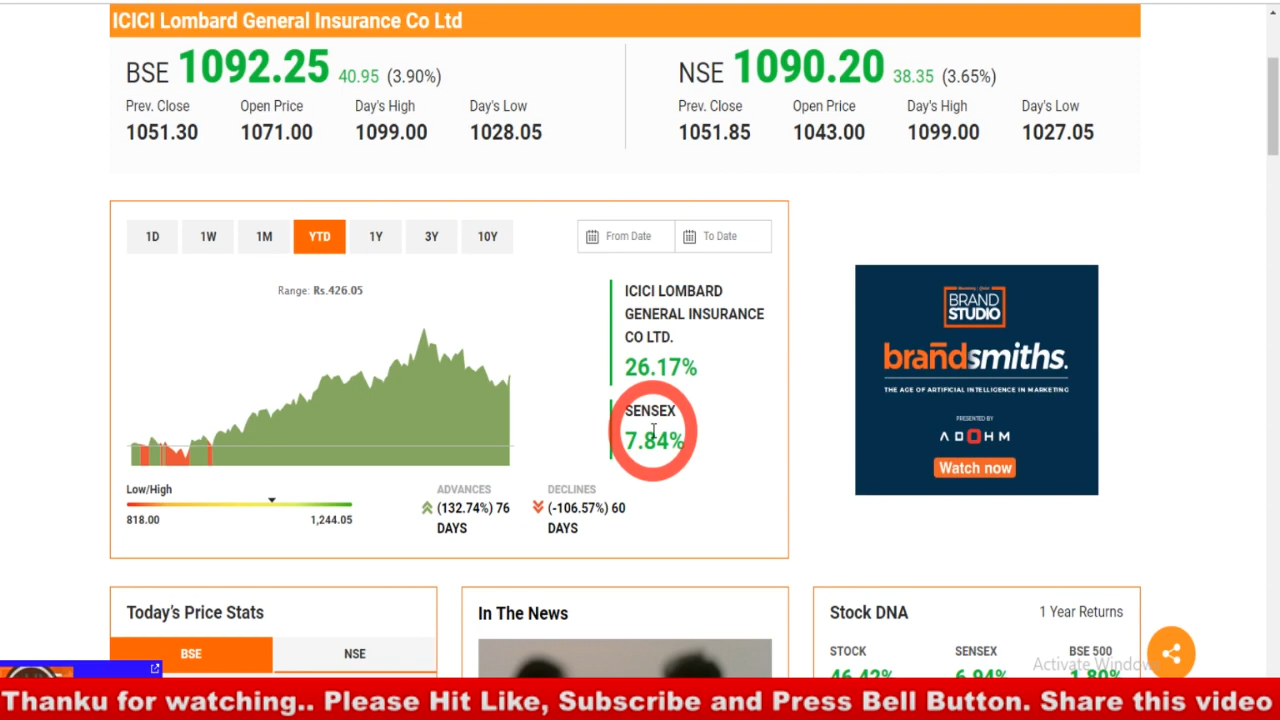 ICICI Lombard General Insurance Co Ltd
BSE 1092.25 40.95 (3.90%)
Prev. Close Open Price Day's High Day's Low
1051.30 1071.00 1099.00 1028.05
NSE 1090.20 38.35 (3.65%)
Prev. Close Open Price Day's High Day's Low
1051.85 1043.00 1099.00 1027.05
1D 1W 1M YTD 1Y 3Y 10Y
From Date To Date
Range: Rs.426.05
ICICI LOMBARD
GENERAL INSURANCE
CO LTD.
26.17%
SENSEX
7.84%
Low/High
818.00 1,244.05
ADVANCES
(132.74%) 76
DAYS
DECLINES
(-106.57%) 60
DAYS
BRAND
STUDIO
brandsmiths.
THE AGE OF ARTIFICIAL INTELLIGENCE IN MARKETING
PRESENTED BY
ADOHM
Watch now
Today's Price Stats
BSE NSE
In The News
Stock DNA 1 Year Returns
STOCK SENSEX BSE 500
46.42% 6.94% 1.80%
Activate Windows
Thanku for watching.. Please Hit Like, Subscribe and Press Bell Button. Share this video